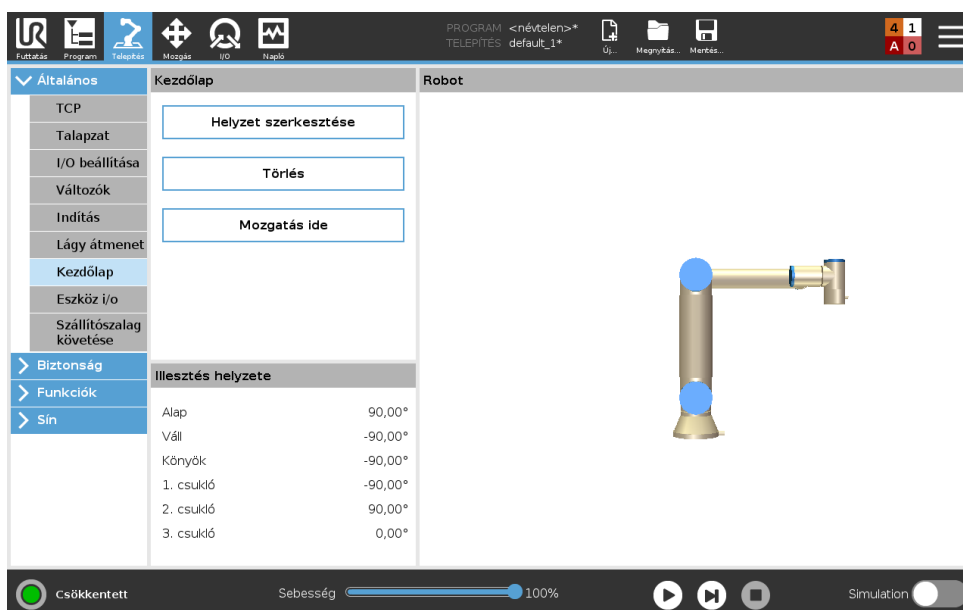 PROGRAM <névtelen>*
TELEPÍTÉS default_1*
UR
Futtatás Program Telepítés Mozgás I/O Napló
Új... Megnyitás... Mentés...
4 1
A 0
Általános
TCP
Talapzat
I/O beállítása
Változók
Indítás
Lágy átmenet
Kezdőlap
Eszköz i/o
Szállítószalag
követése
Biztonság
Funkciók
Sín
Kezdőlap
Helyzet szerkesztése
Törlés
Mozgatás ide
Illesztés helyzete
Alap 90,00°
Váll -90,00°
Könyök -90,00°
1. csukló -90,00°
2. csukló 90,00°
3. csukló 0,00°
Robot
Csökkentett
Sebesség 100%
Simulation